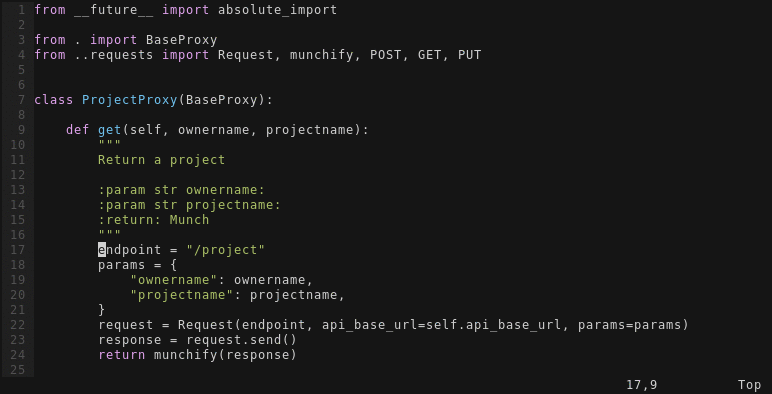 1 from __future__ import absolute_import
2
3 from . import BaseProxy
4 from ..requests import Request, munchify, POST, GET, PUT
5
6
7 class ProjectProxy(BaseProxy):
8
9     def get(self, ownername, projectname):
10         """
11         Return a project
12
13         :param str ownername:
14         :param str projectname:
15         :return: Munch
16         """
17         endpoint = "/project"
18         params = {
19             "ownername": ownername,
20             "projectname": projectname,
21         }
22         request = Request(endpoint, api_base_url=self.api_base_url, params=params)
23         response = request.send()
24         return munchify(response)
25
17,9 Top